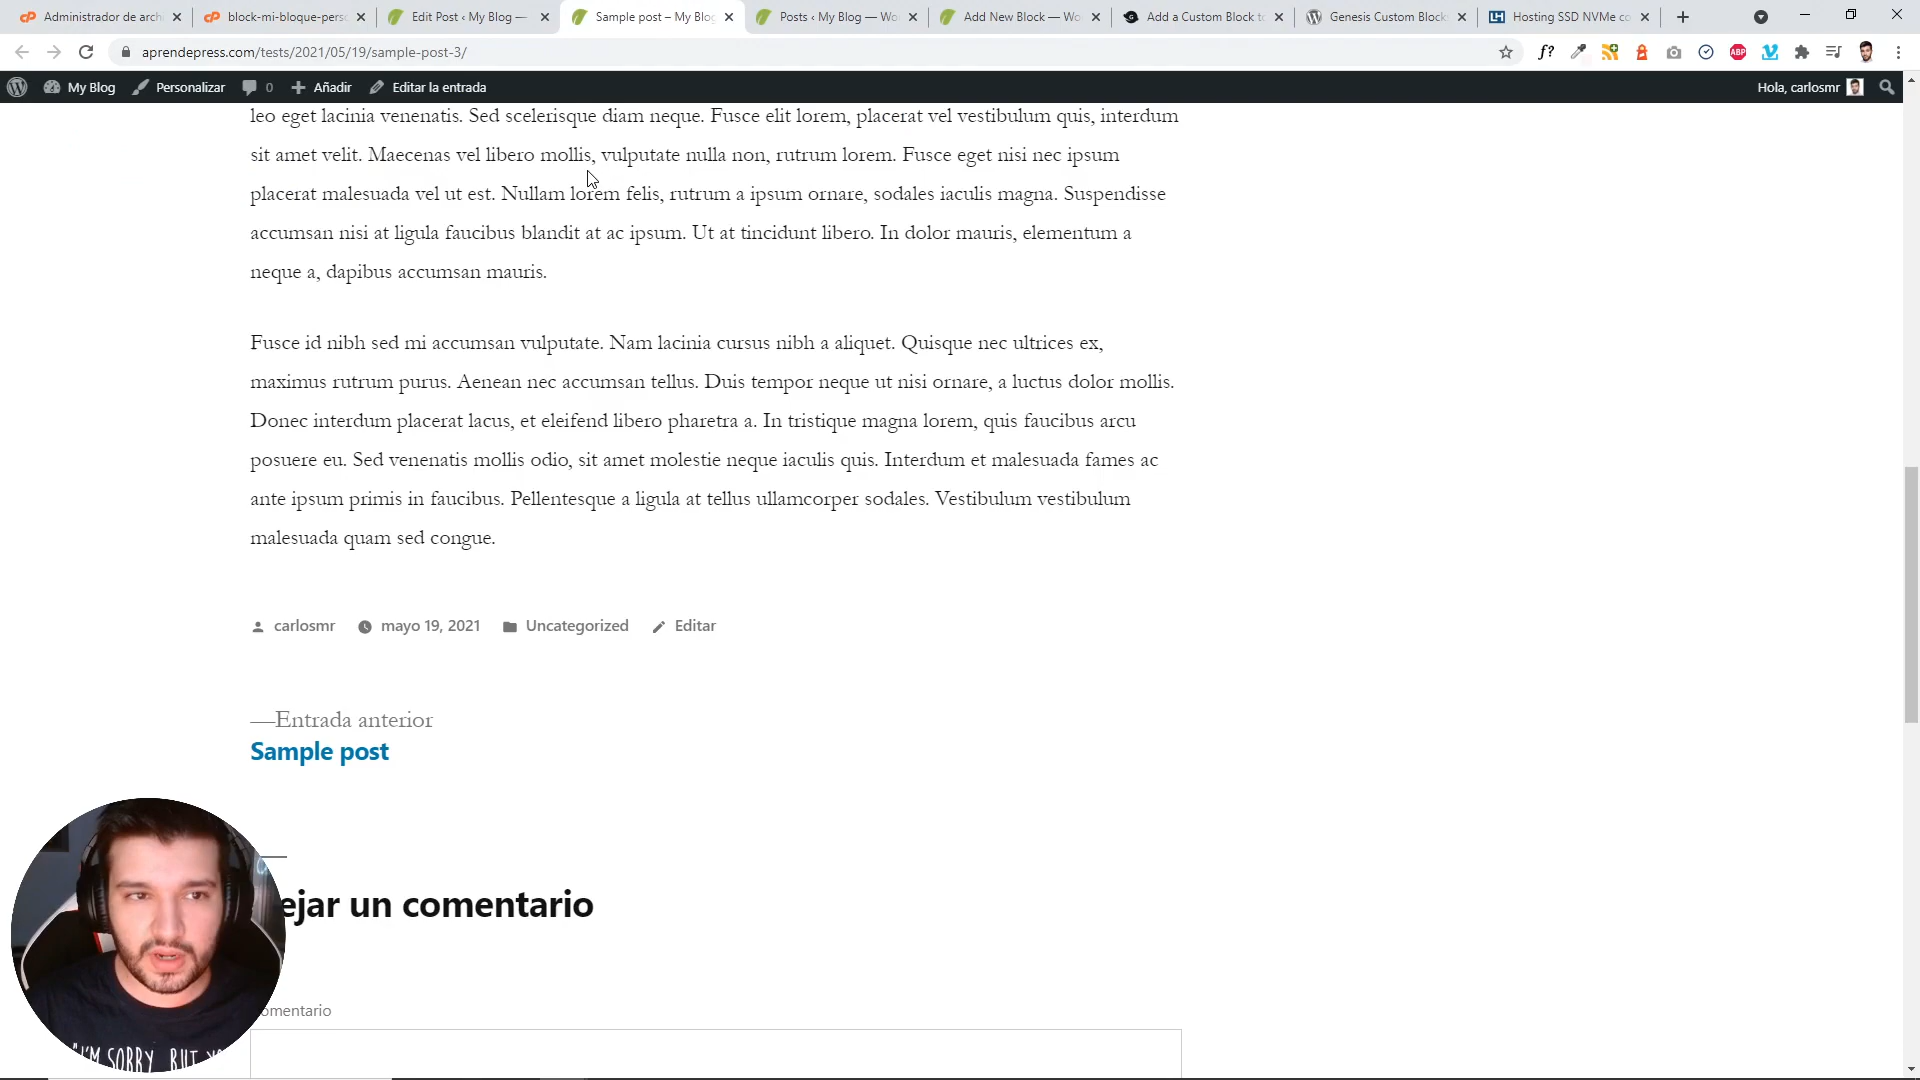 Administrador de arch
block-mi-bloque-pers
Edit Post ‹ My Blog —
Sample post – My Blog
Posts ‹ My Blog — Wo
Add New Block — Wo
Add a Custom Block to
Genesis Custom Block
Hosting SSD NVMe co
aprendepress.com/tests/2021/05/19/sample-post-3/
f?
ABP
My Blog
Personalizar
0
Añadir
Editar la entrada
Hola, carlosmr
leo eget lacinia venenatis. Sed scelerisque diam neque. Fusce elit lorem, placerat vel vestibulum quis, interdum
sit amet velit. Maecenas vel libero mollis, vulputate nulla non, rutrum lorem. Fusce eget nisi nec ipsum
placerat malesuada vel ut est. Nullam lorem felis, rutrum a ipsum ornare, sodales iaculis magna. Suspendisse
accumsan nisi at ligula faucibus blandit at ac ipsum. Ut at tincidunt libero. In dolor mauris, elementum a
neque a, dapibus accumsan mauris.
Fusce id nibh sed mi accumsan vulputate. Nam lacinia cursus nibh a aliquet. Quisque nec ultrices ex,
maximus rutrum purus. Aenean nec accumsan tellus. Duis tempor neque ut nisi ornare, a luctus dolor mollis.
Donec interdum placerat lacus, et eleifend libero pharetra a. In tristique magna lorem, quis faucibus arcu
posuere eu. Sed venenatis mollis odio, sit amet molestie neque iaculis quis. Interdum et malesuada fames ac
ante ipsum primis in faucibus. Pellentesque a ligula at tellus ullamcorper sodales. Vestibulum vestibulum
malesuada quam sed congue.
carlosmr mayo 19, 2021 Uncategorized Editar
—Entrada anterior
Sample post
ejar un comentario
omentario
"I'M SORRY, BUT